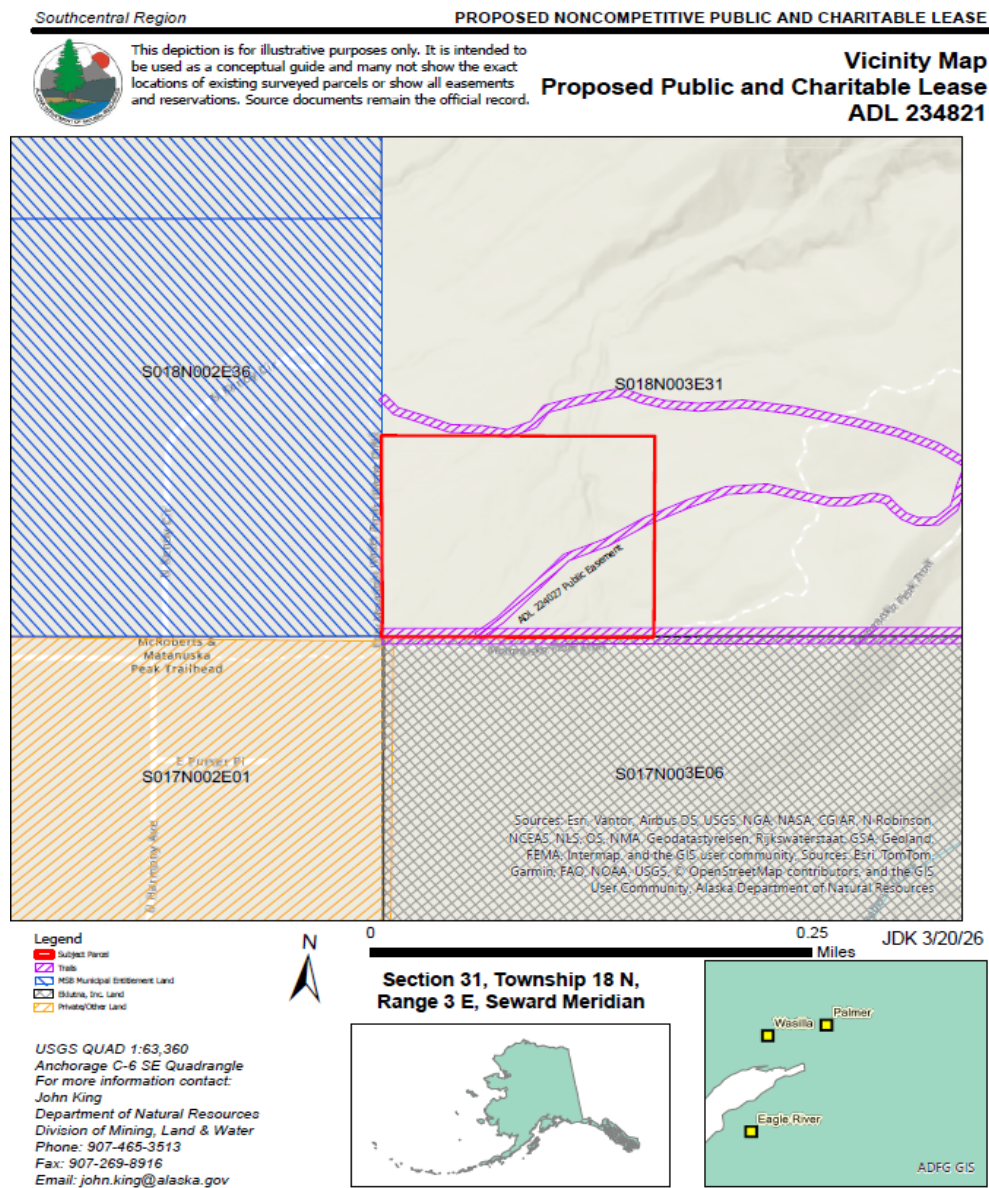 Southcentral Region
PROPOSED NONCOMPETITIVE PUBLIC AND CHARITABLE LEASE
This depiction is for illustrative purposes only. It is intended to
be used as a conceptual guide and many not show the exact
locations of existing surveyed parcels or show all easements
and reservations. Source documents remain the official record.
Vicinity Map
Proposed Public and Charitable Lease
ADL 234821
S018N002E36
S018N003E31
ADL 224027 Public Easement
McRoberts &
Matanuska
Peak Trailhead
E Purser Pl
S017N002E01
S017N003E06
N Harmony Ave
Sources: Esri, Vantor, Airbus DS, USGS, NGA, NASA, CGIAR, N Robinson,
NCEAS, NLS, OS, NMA, Geodatastyrelsen, Rijkswaterstaat, GSA, Geoland,
FEMA, Intermap, and the GIS user community, Sources: Esri, TomTom,
Garmin, FAO, NOAA, USGS, © OpenStreetMap contributors, and the GIS
User Community, Alaska Department of Natural Resources
Legend
Subject Parcel
Trails
MSB Municipal Entitlement Land
Eklutna, Inc. Land
Private/Other Land
N
0
0.25
Miles
JDK 3/20/26
Section 31, Township 18 N,
Range 3 E, Seward Meridian
USGS QUAD 1:63,360
Anchorage C-6 SE Quadrangle
For more information contact:
John King
Department of Natural Resources
Division of Mining, Land & Water
Phone: 907-465-3513
Fax: 907-269-8916
Email: john.king@alaska.gov
Wasilla
Palmer
Eagle River
ADFG GIS